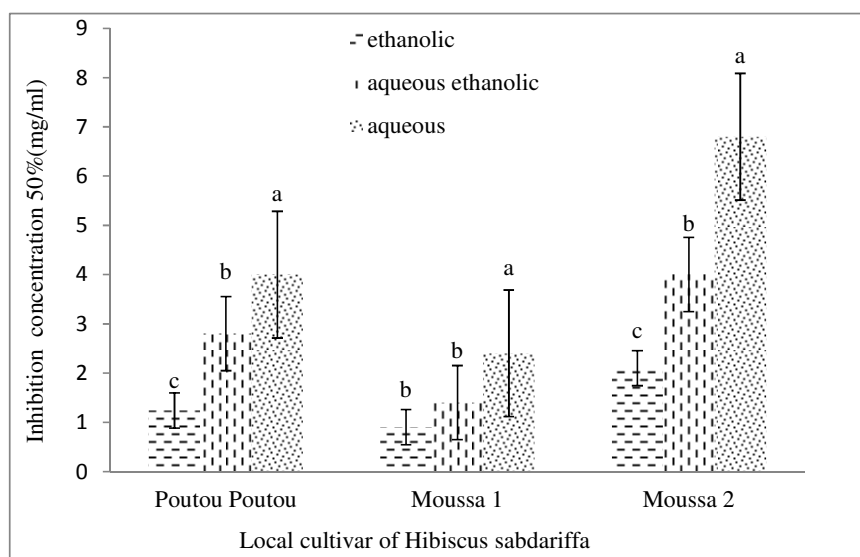 9
8
7
6
5
4
3
2
1
0
Inhibition concentration 50%(mg/ml)
ethanolic
aqueous ethanolic
aqueous
c
b
a
b
b
a
c
b
a
Poutou Poutou
Moussa 1
Moussa 2
Local cultivar of Hibiscus sabdariffa